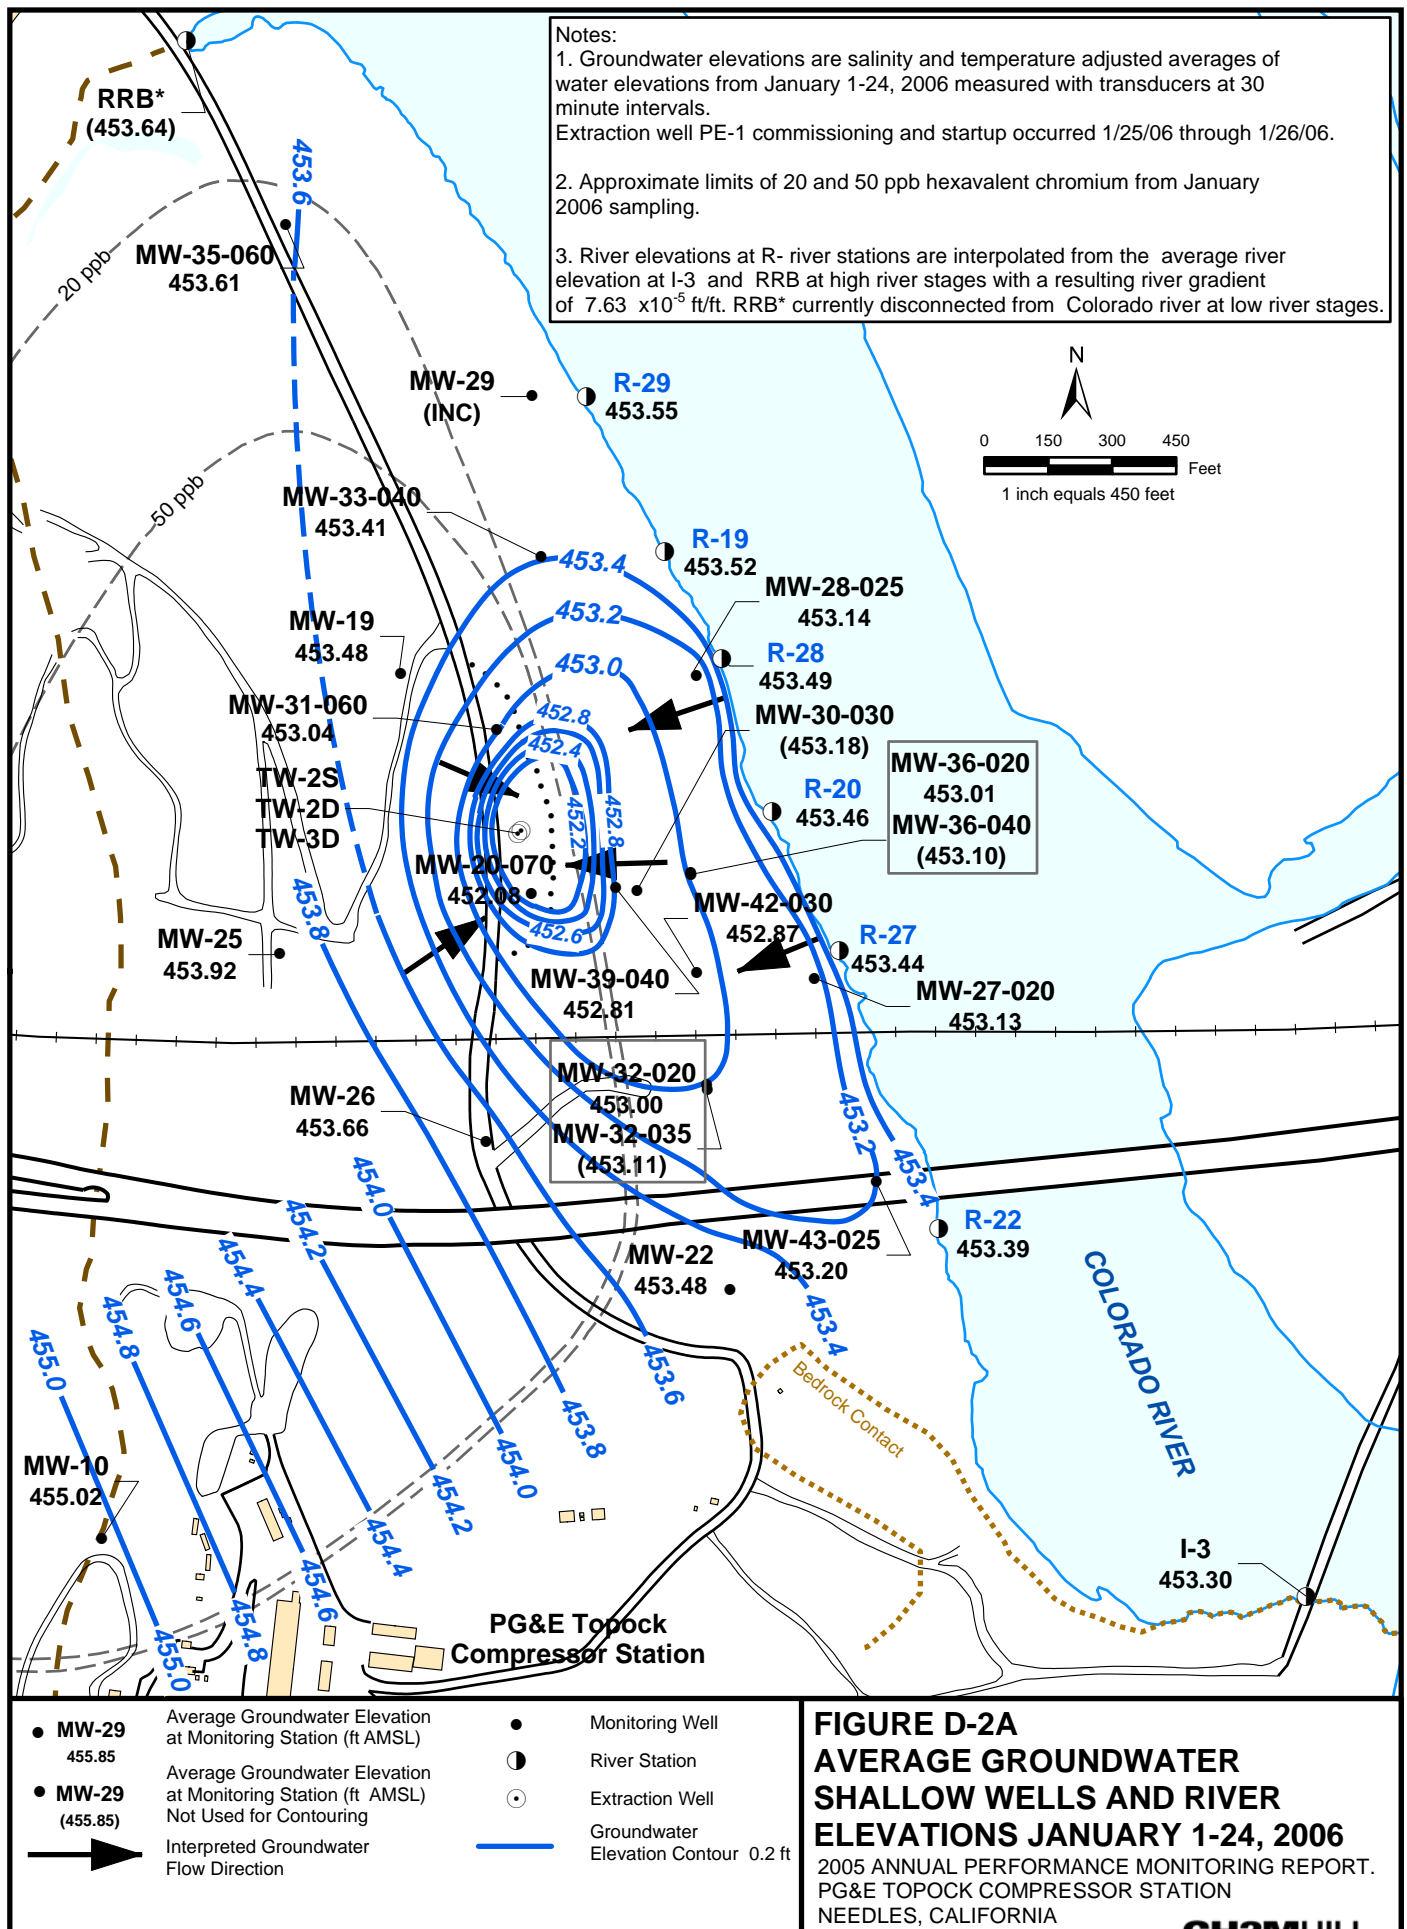 Notes:
1. Groundwater elevations are salinity and temperature adjusted averages of
water elevations from January 1-24, 2006 measured with transducers at 30
minute intervals.
Extraction well PE-1 commissioning and startup occurred 1/25/06 through 1/26/06.
2. Approximate limits of 20 and 50 ppb hexavalent chromium from January
2006 sampling.
3. River elevations at R- river stations are interpolated from the average river
elevation at I-3 and RRB at high river stages with a resulting river gradient
of 7.63 x10-5 ft/ft. RRB* currently disconnected from Colorado river at low river stages.
RRB*
(453.64)
453.6
MW-35-060
453.61
20 ppb
N
0 150 300 450
Feet
1 inch equals 450 feet
MW-29
(INC)
R-29
453.55
50 ppb
MW-33-040
453.41
453.4
R-19
453.52
MW-28-025
453.14
453.2
MW-19
453.48
453.0
R-28
453.49
MW-31-060
453.04
452.8
452.4
MW-30-030
(453.18)
MW-36-020
453.01
MW-36-040
(453.10)
TW-2S
TW-2D
TW-3D
R-20
453.46
452.2
452.8
MW-20-070
452.08
453.8
MW-42-030
452.87
452.6
MW-25
453.92
R-27
453.44
MW-39-040
452.81
MW-27-020
453.13
MW-32-020
453.00
MW-32-035
(453.11)
MW-26
453.66
453.2
453.4
454.0
454.2
454.4
454.6
454.8
455.0
R-22
453.39
MW-43-025
453.20
MW-22
453.48
453.4
COLORADO RIVER
Bedrock Contact
453.6
453.8
454.0
454.2
454.4
454.6
454.8
455.0
MW-10
455.02
I-3
453.30
PG&E Topock
Compressor Station
MW-29
455.85
Average Groundwater Elevation
at Monitoring Station (ft AMSL)
MW-29
(455.85)
Average Groundwater Elevation
at Monitoring Station (ft AMSL)
Not Used for Contouring
Interpreted Groundwater
Flow Direction
Monitoring Well
River Station
Extraction Well
Groundwater
Elevation Contour 0.2 ft
FIGURE D-2A
AVERAGE GROUNDWATER
SHALLOW WELLS AND RIVER
ELEVATIONS JANUARY 1-24, 2006
2005 ANNUAL PERFORMANCE MONITORING REPORT.
PG&E TOPOCK COMPRESSOR STATION
NEEDLES, CALIFORNIA